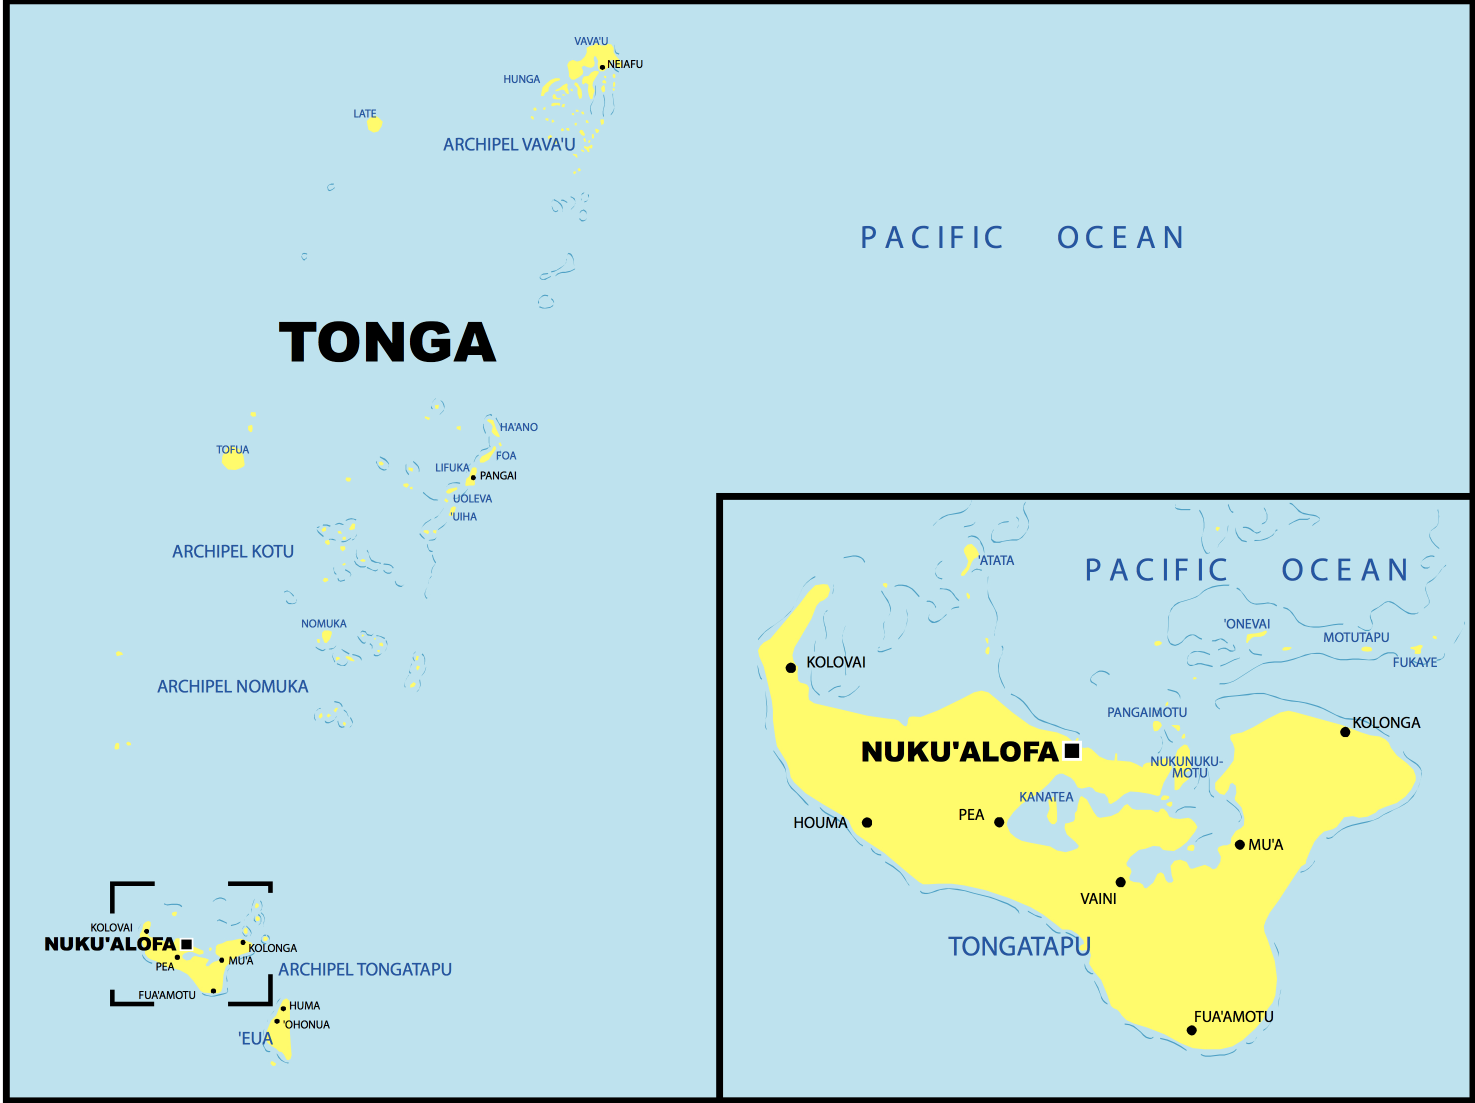 VAVA'U
NEIAFU
HUNGA
LATE
ARCHIPEL VAVA'U
PACIFIC OCEAN
TONGA
HA'ANO
TOFUA
FOA
LIFUKA
PANGAI
UOLEVA
'UIHA
ARCHIPEL KOTU
NOMUKA
ARCHIPEL NOMUKA
KOLOVAI
NUKU'ALOFA
KOLONGA
MU'A
PEA
ARCHIPEL TONGATAPU
FUA'AMOTU
HUMA
'OHONUA
'EUA
'ATATA
PACIFIC OCEAN
'ONEVAI
MOTUTAPU
FUKAYE
KOLOVAI
PANGAIMOTU
KOLONGA
NUKU'ALOFA
NUKUNUKU-
MOTU
KANATEA
PEA
HOUMA
MU'A
VAINI
TONGATAPU
FUA'AMOTU